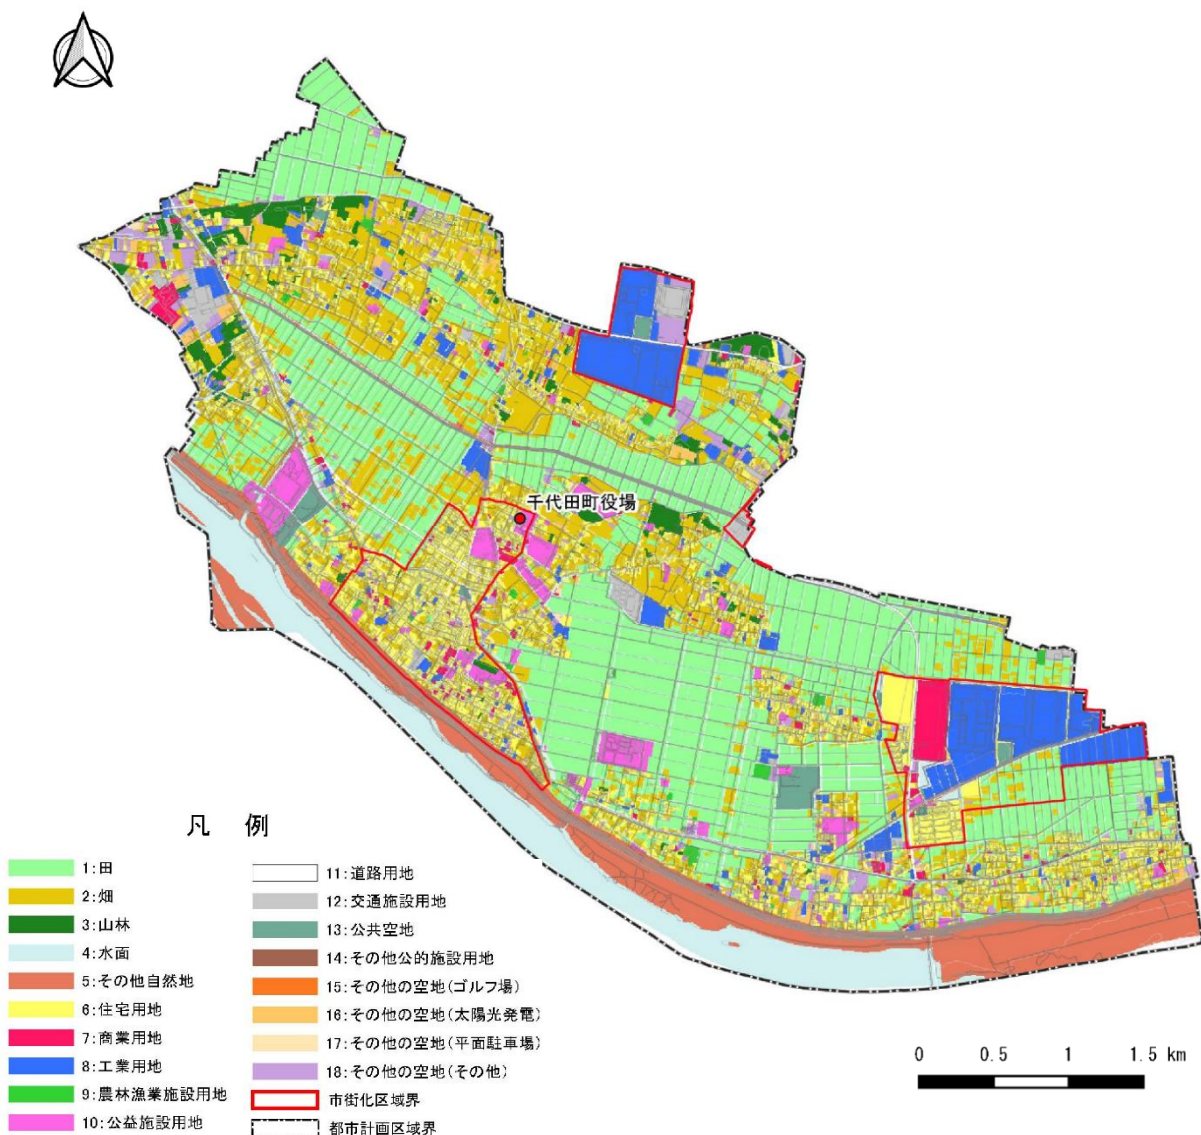 千代田町役場
凡 例
1:田
2:畑
3:山林
4:水面
5:その他自然地
6:住宅用地
7:商業用地
8:工業用地
9:農林漁業施設用地
10:公益施設用地
11:道路用地
12:交通施設用地
13:公共空地
14:その他公的施設用地
15:その他の空地(ゴルフ場)
16:その他の空地(太陽光発電)
17:その他の空地(平面駐車場)
18:その他の空地(その他)
市街化区域界
都市計画区域界
0 0.5 1 1.5 km